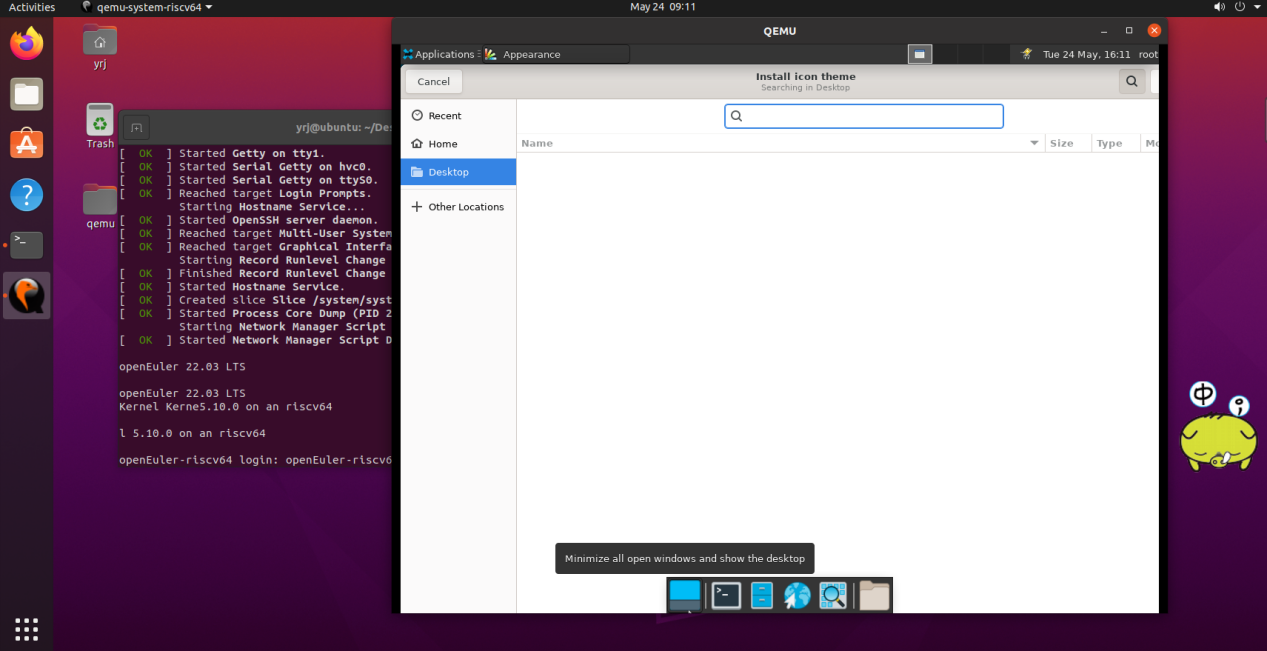 Activities
qemu-system-riscv64
May 24 09:11
yrj
Trash
qemu
yrj@ubuntu: ~/Des
[ OK ] Started Getty on tty1.
[ OK ] Started Serial Getty on hvc0.
[ OK ] Started Serial Getty on ttyS0.
[ OK ] Reached target Login Prompts.
Starting Hostname Service...
[ OK ] Started OpenSSH server daemon.
[ OK ] Reached target Multi-User System
[ OK ] Reached target Graphical Interfa
Starting Record Runlevel Change
[ OK ] Finished Record Runlevel Change
[ OK ] Started Hostname Service.
[ OK ] Created slice Slice /system/syst
[ OK ] Started Process Core Dump (PID 2
Starting Network Manager Script
[ OK ] Started Network Manager Script D
openEuler 22.03 LTS
openEuler 22.03 LTS
Kernel Kerne5.10.0 on an riscv64
l 5.10.0 on an riscv64
openEuler-riscv64 login: openEuler-riscv6
QEMU
Applications
Appearance
Tue 24 May, 16:11
root
Cancel
Install icon theme
Searching in Desktop
Recent
Home
Desktop
Other Locations
Name
Size
Type
Mo
Minimize all open windows and show the desktop
中